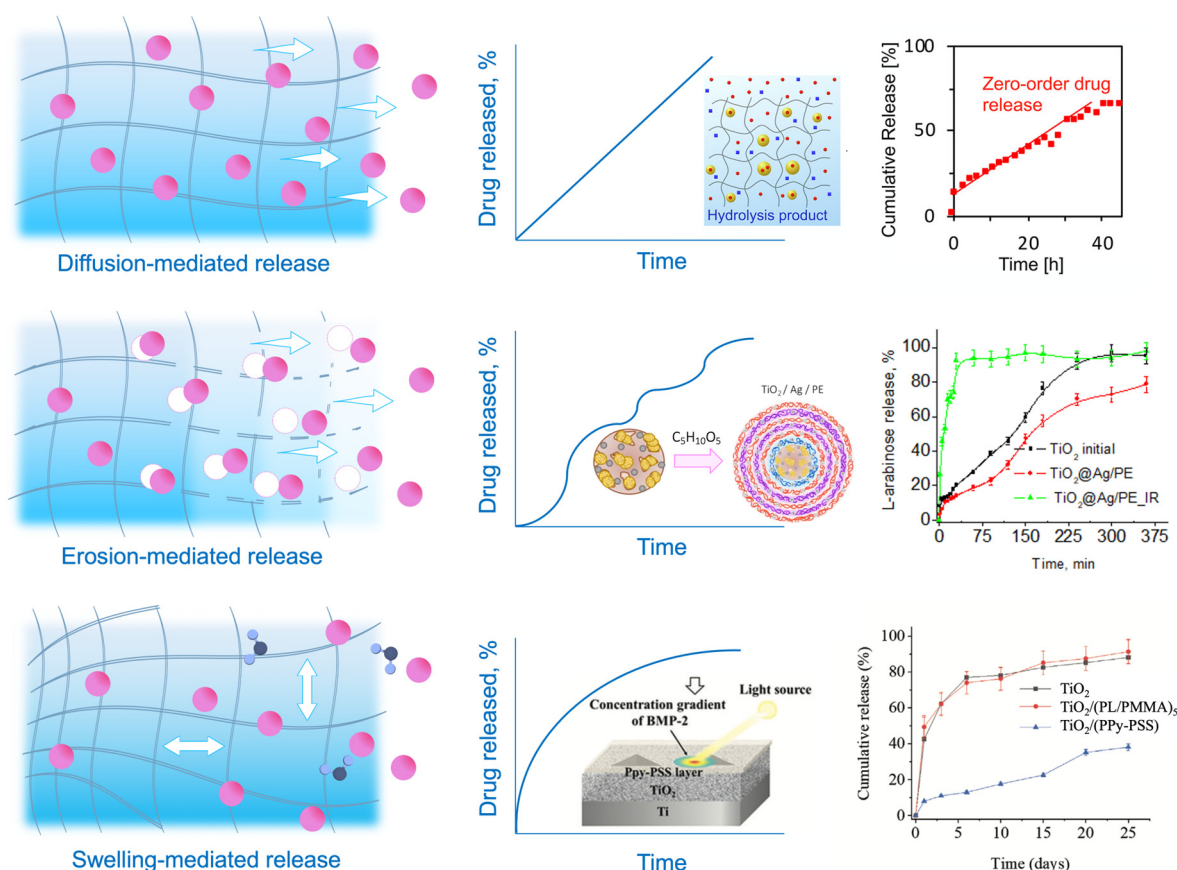 Diffusion-mediated release
Drug released, %
Hydrolysis product
Time
Cumulative Release [%]
100
50
0
Zero-order drug
release
0
20
40
Time [h]
Erosion-mediated release
Drug released, %
C₅H₁₀O₅
TiO₂ / Ag / PE
Time
L-arabinose release, %
100
80
60
40
20
0
TiO₂ initial
TiO₂@Ag/PE
TiO₂@Ag/PE_IR
0
75
150
225
300
375
Time, min
Swelling-mediated release
Drug released, %
Light source
Concentration gradient
of BMP-2
Ppy-PSS layer
TiO₂
Ti
Time
Cumulative release (%)
100
80
60
40
20
0
TiO₂
TiO₂/(PL/PMMA)₅
TiO₂/(PPy-PSS)
0
5
10
15
20
25
Time (days)